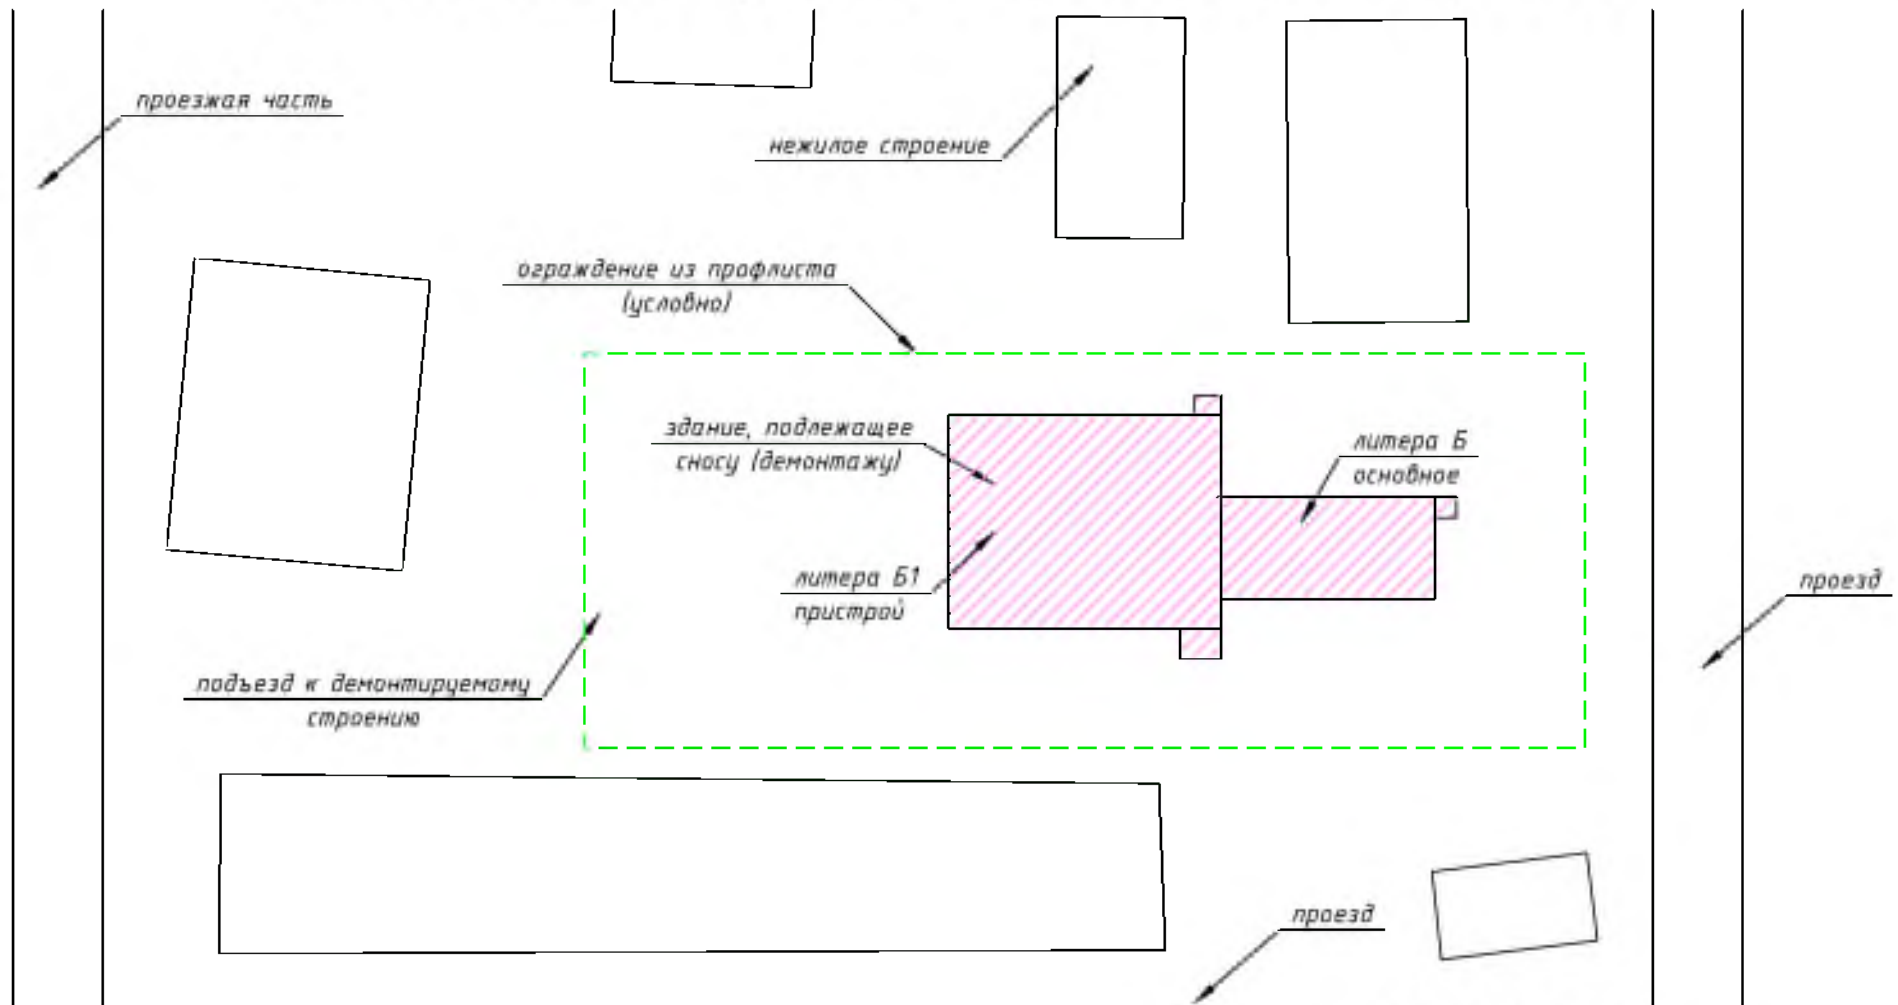 проезжая часть
нежилое строение
ограждение из профлиста
(условно)
здание, подлежащее
сносу (демонтажу)
литера Б
основное
литера Б1
пристрой
проезд
подъезд к демонтируемому
строению
проезд